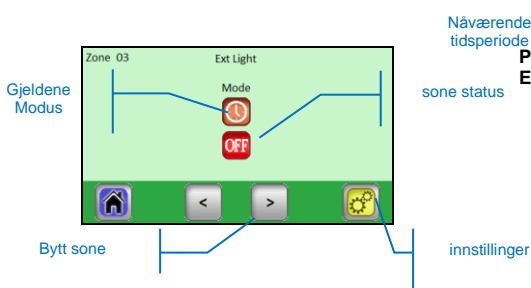 Nåværende
tidsperiode
P
E
Zone 03
Ext Light
Gjeldene
Modus
Mode
sone status
OFF
<
>
Bytt sone
innstillinger